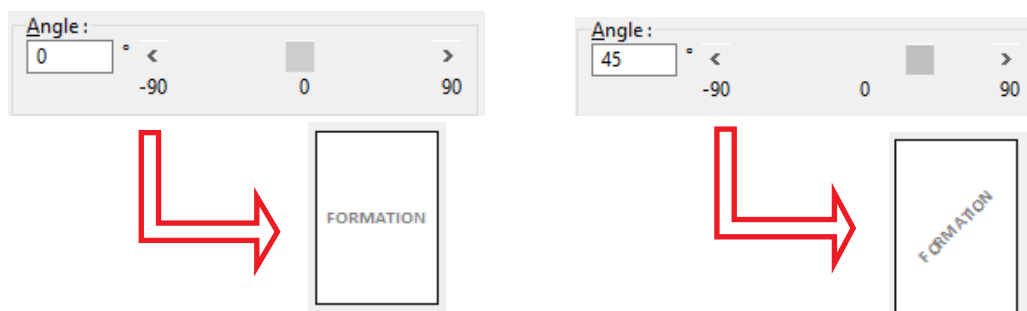 Angle :
0 ° < >
-90 0 90
FORMATION
Angle :
45 ° < >
-90 0 90
FORMATION